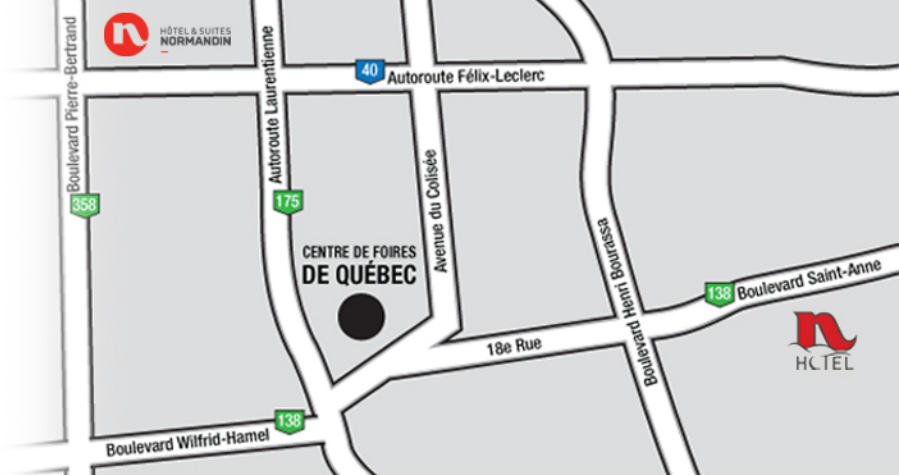 n
HÔTEL & SUITES
NORMANDIN
Boulevard Pierre-Bertrand
Autoroute Laurentienne
40
Autoroute Félix-Leclerc
358
175
Avenue du Colisée
CENTRE DE FOIRES
DE QUÉBEC
Boulevard Henri Bourassa
138
Boulevard Saint-Anne
18e Rue
n
HOTEL
138
Boulevard Wilfrid-Hamel